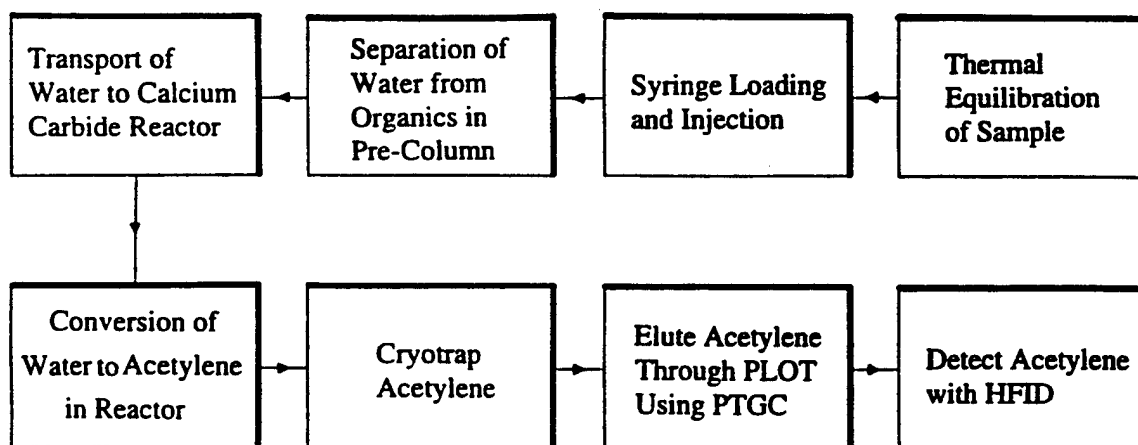 Transport of
Water to Calcium
Carbide Reactor
Separation of
Water from
Organics in
Pre-Column
Syringe Loading
and Injection
Thermal
Equilibration
of Sample
Conversion of
Water to Acetylene
in Reactor
Cryotrap
Acetylene
Elute Acetylene
Through PLOT
Using PTGC
Detect Acetylene
with HFID